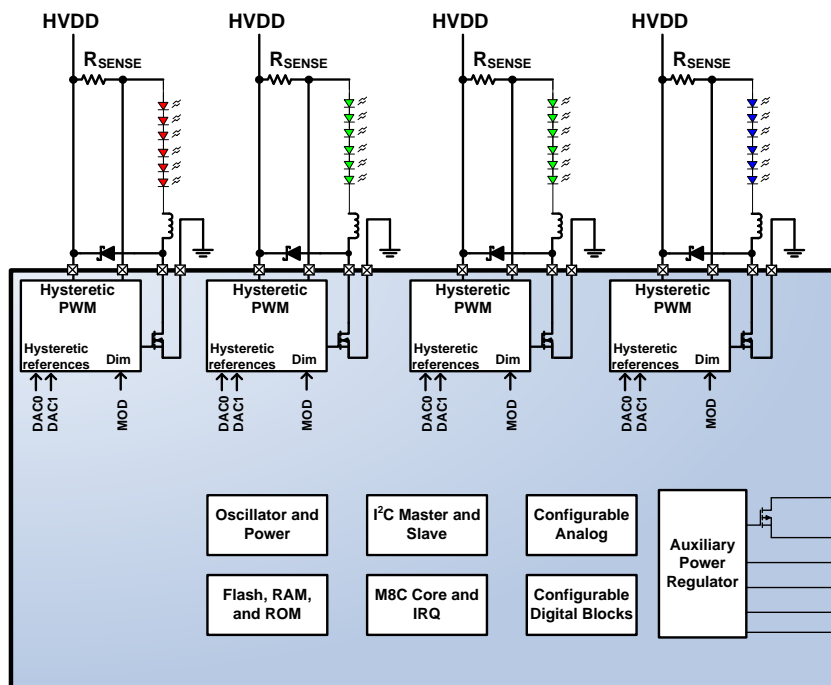 HVDD
HVDD
HVDD
HVDD
RSENSE
RSENSE
RSENSE
RSENSE
Hysteretic
PWM
Hysteretic
references
Dim
DAC0
DAC1
MOD
Hysteretic
PWM
Hysteretic
references
Dim
DAC0
DAC1
MOD
Hysteretic
PWM
Hysteretic
references
Dim
DAC0
DAC1
MOD
Hysteretic
PWM
Hysteretic
references
Dim
DAC0
DAC1
MOD
Oscillator and
Power
I²C Master and
Slave
Configurable
Analog
Auxiliary
Power
Regulator
Flash, RAM,
and ROM
M8C Core and
IRQ
Configurable
Digital Blocks